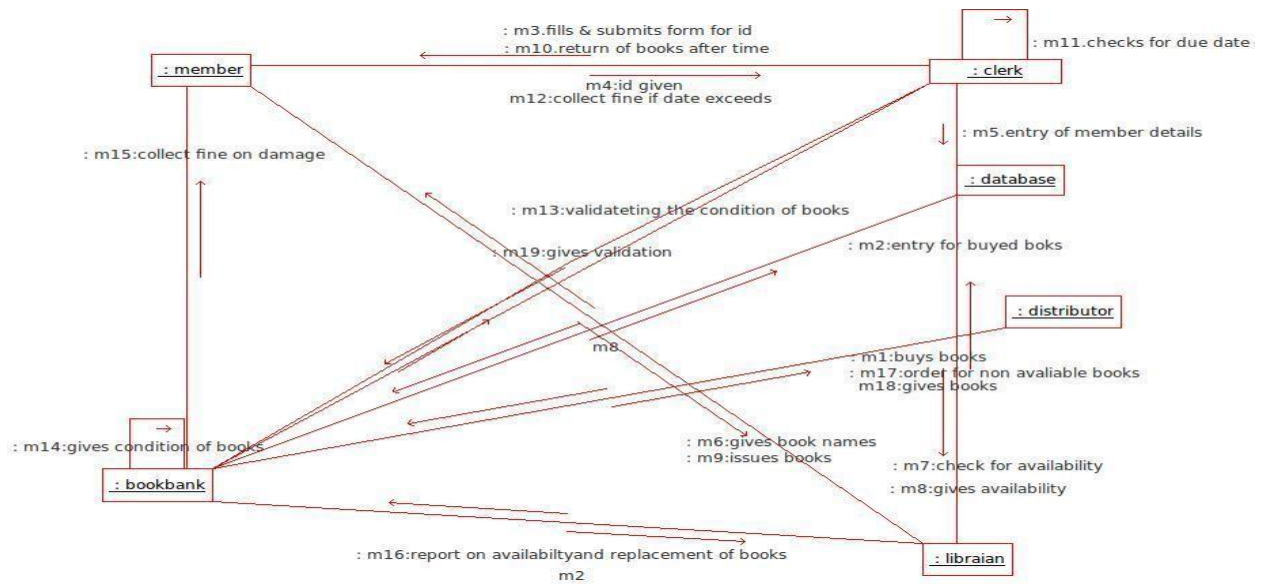 : m3.fills & submits form for id
: m10.return of books after time
: m11.checks for due date
: member
: clerk
m4:id given
m12:collect fine if date exceeds
: m5.entry of member details
: m15:collect fine on damage
: database
: m13:validateting the condition of books
: m2:entry for buyed boks
: m19:gives validation
: distributor
m8
: m1:buys books
: m17:order for non avaliable books
m18:gives books
: m14:gives condition of books
: m6:gives book names
: m9:issues books
: m7:check for availability
: bookbank
: m8:gives availability
: m16:report on availabiltyand replacement of books
: libraian
m2